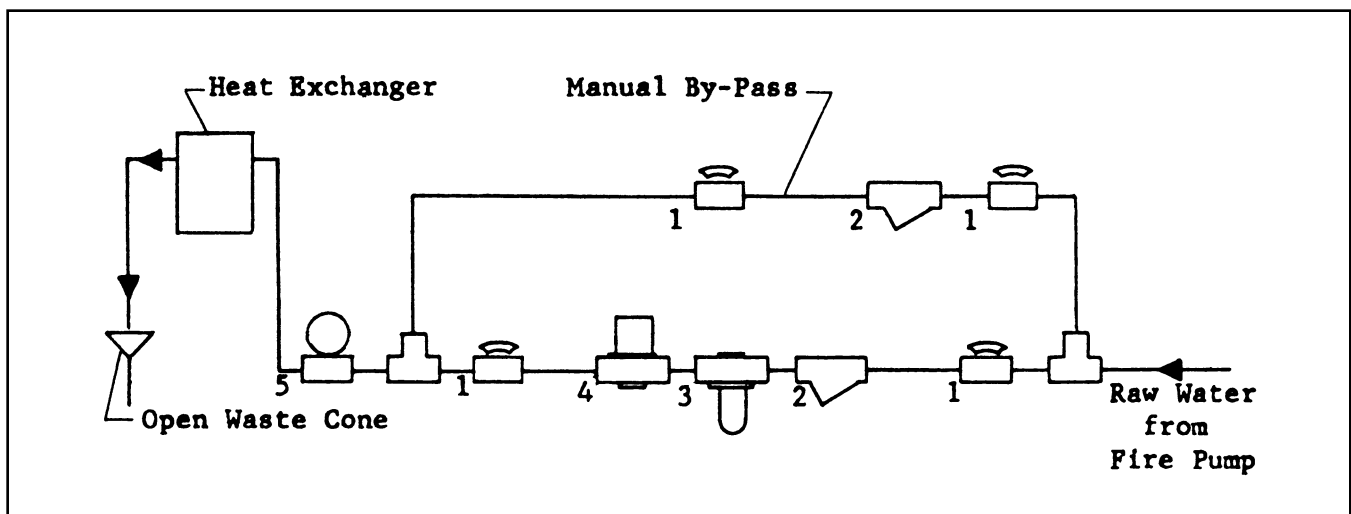 Heat Exchanger
Manual By-Pass
1
2
1
5
1
4
3
2
1
Open Waste Cone
Raw Water
from
Fire Pump